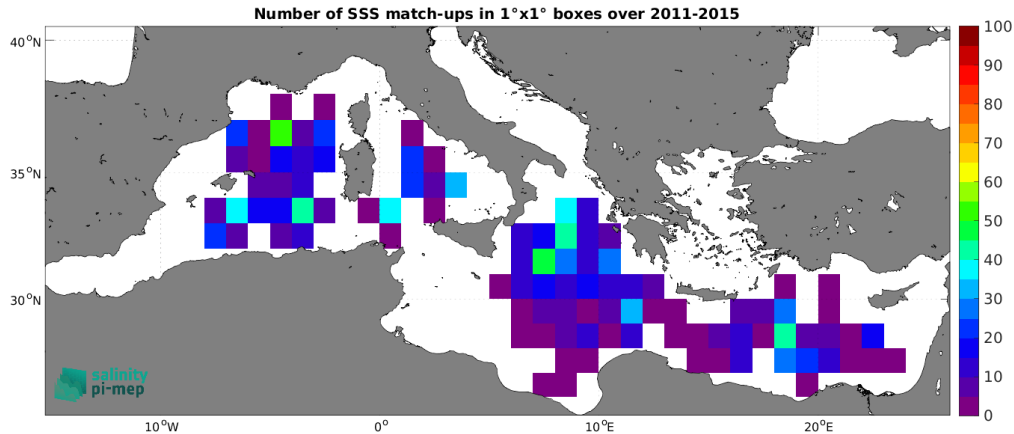 Number of SSS match-ups in 1°x1° boxes over 2011-2015
40°N
35°N
30°N
10°W
0°
10°E
20°E
100
90
80
70
60
50
40
30
20
10
0
salinity
pi-mep